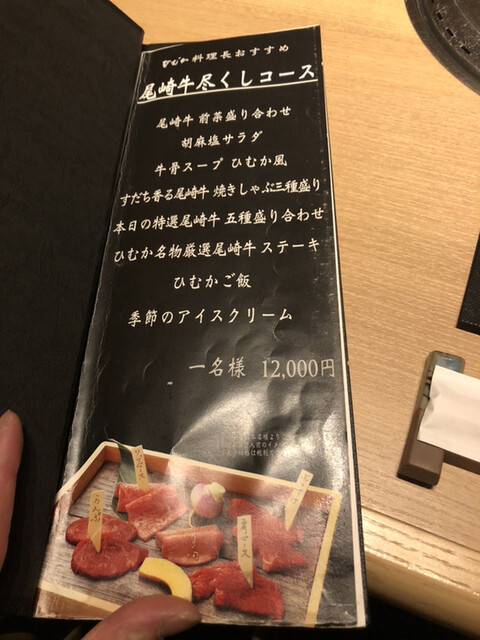 ひむか料理長おすすめ
尾崎牛尽くしコース
尾崎牛 前菜盛り合わせ
胡麻塩サラダ
牛骨スープ ひむか風
すだち香る尾崎牛 焼きしゃぶ三種盛り
本日の特選尾崎牛 五種盛り合わせ
ひむか名物厳選尾崎牛 ステーキ
ひむかご飯
季節のアイスクリーム
一名様 12,000円